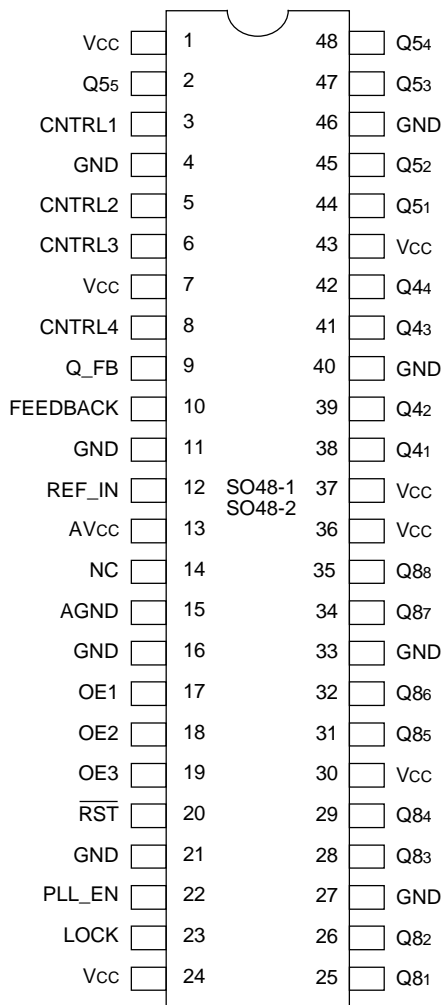 Vcc 1 48 Q54
Q55 2 47 Q53
CNTRL1 3 46 GND
GND 4 45 Q52
CNTRL2 5 44 Q51
CNTRL3 6 43 Vcc
Vcc 7 42 Q44
CNTRL4 8 41 Q43
Q_FB 9 40 GND
FEEDBACK 10 39 Q42
GND 11 38 Q41
REF_IN 12 SO48-1 37 Vcc
SO48-2
AVcc 13 36 Vcc
NC 14 35 Q88
AGND 15 34 Q87
GND 16 33 GND
OE1 17 32 Q86
OE2 18 31 Q85
OE3 19 30 Vcc
R̅S̅T̅ 20 29 Q84
GND 21 28 Q83
PLL_EN 22 27 GND
LOCK 23 26 Q82
Vcc 24 25 Q81